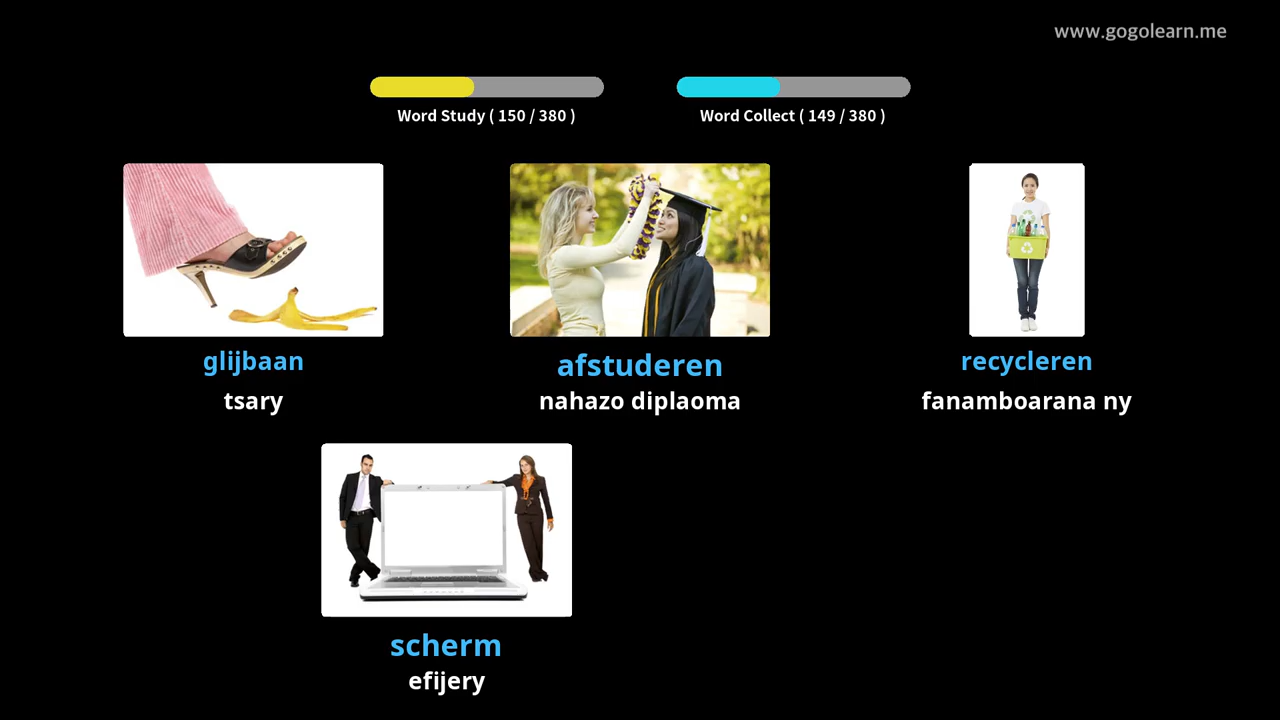 www.gogolearn.me
Word Study ( 150 / 380 )
Word Collect ( 149 / 380 )
glijbaan
tsary
afstuderen
nahazo diplaoma
recycleren
fanamboarana ny
scherm
efijery